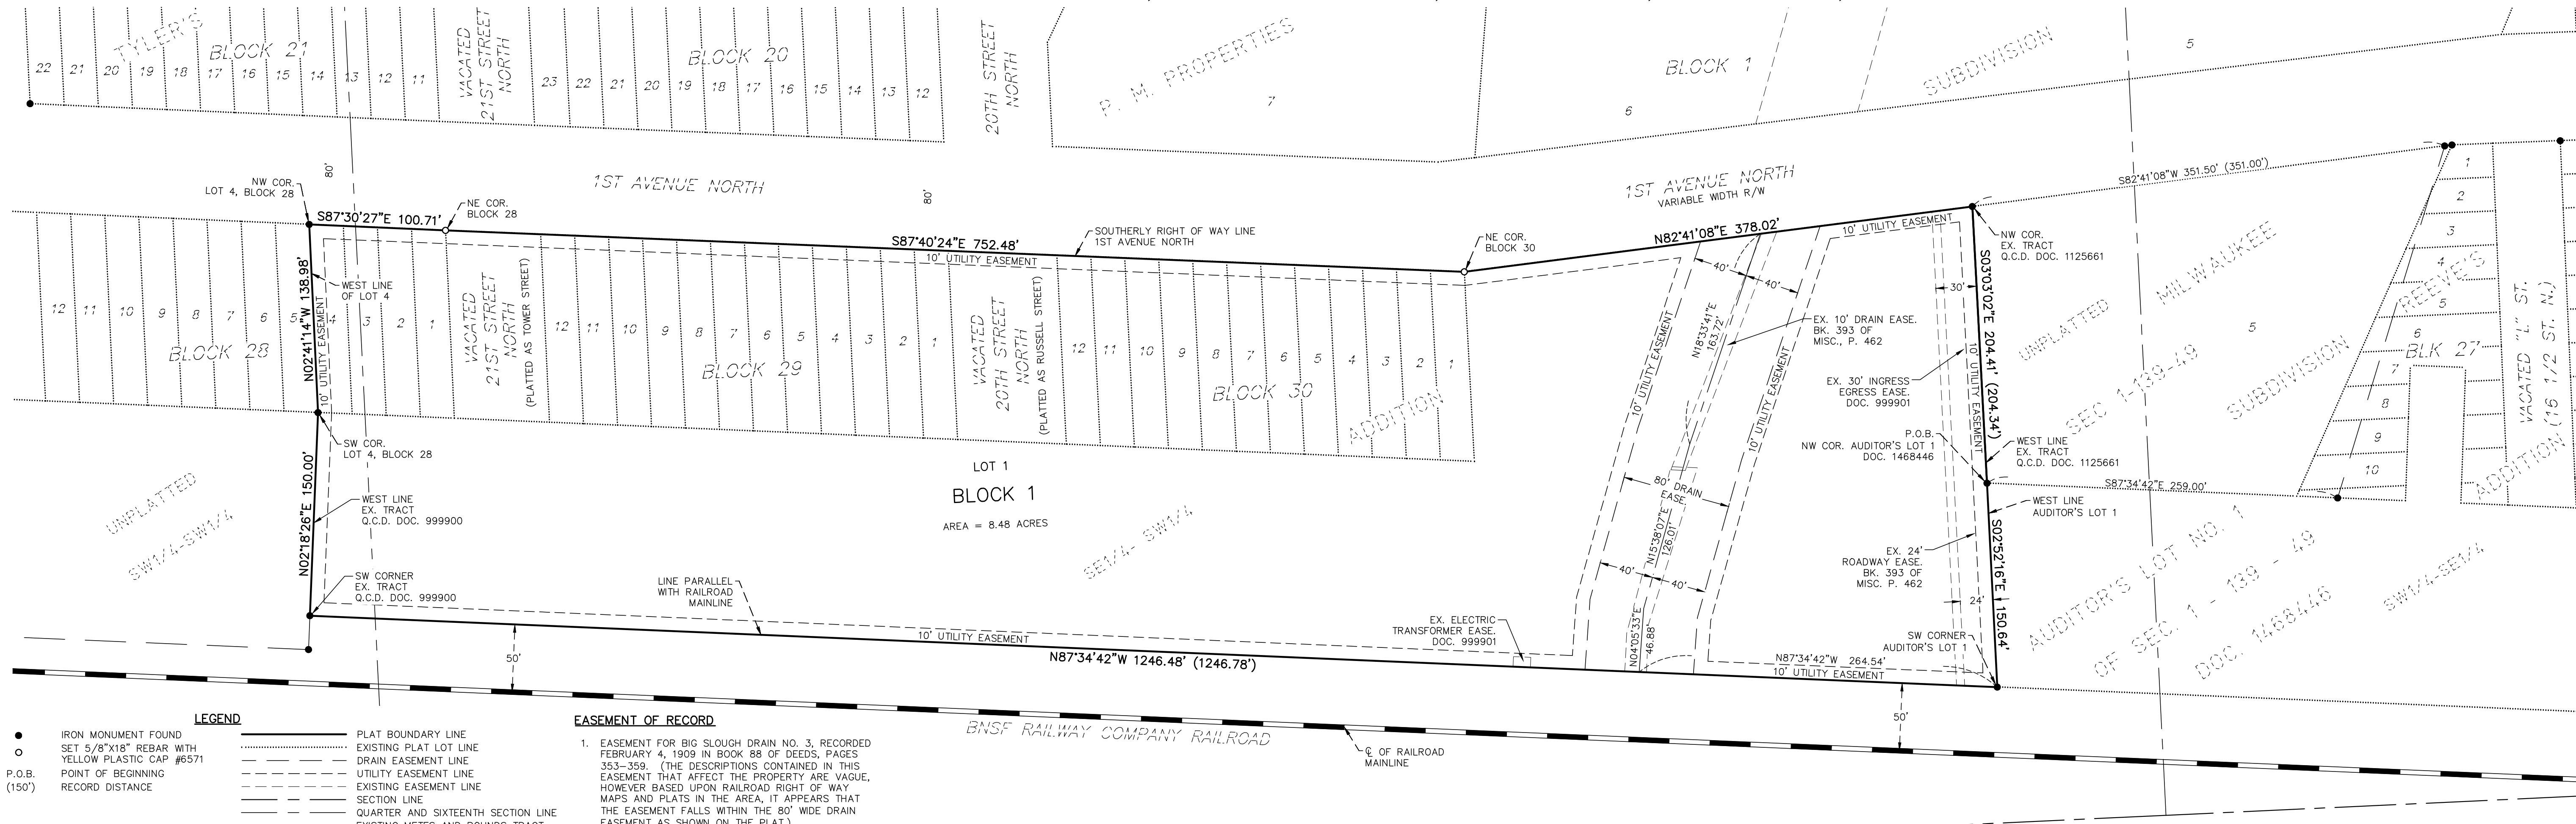 TYLER'S
BLOCK 21
22 21 20 19 18 17 16 15 14 13 12 11
VACATED
21ST STREET
NORTH
BLOCK 20
23 22 21 20 19 18 17 16 15 14 13 12
20TH STREET
NORTH
P. M. PROPERTIES
7
BLOCK 1
6
SUBDIVISION
5
80'
NW COR.
LOT 4, BLOCK 28
1ST AVENUE NORTH
80'
1ST AVENUE NORTH
VARIABLE WIDTH R/W
S82°41'08"W 351.50' (351.00')
S87°30'27"E 100.71'
NE COR.
BLOCK 28
S87°40'24"E 752.48'
SOUTHERLY RIGHT OF WAY LINE
1ST AVENUE NORTH
10' UTILITY EASEMENT
NE COR.
BLOCK 30
N82°41'08"E 378.02'
10' UTILITY EASEMENT
NW COR.
EX. TRACT
Q.C.D. DOC. 1125661
N02°41'14"W 138.98'
WEST LINE
OF LOT 4
10' UTILITY EASEMENT
12 11 10 9 8 7 6 5 4 3 2 1
BLOCK 28
VACATED
21ST STREET
NORTH
(PLATTED AS TOWER STREET)
12 11 10 9 8 7 6 5 4 3 2 1
BLOCK 29
VACATED
20TH STREET
NORTH
(PLATTED AS RUSSELL STREET)
12 11 10 9 8 7 6 5 4 3 2 1
BLOCK 30
ADDITION
10' UTILITY EASEMENT
40'
40'
N18°33'41"E
163.72'
10' UTILITY EASEMENT
EX. 10' DRAIN EASE.
BK. 393 OF
MISC., P. 462
30'
EX. 30' INGRESS
EGRESS EASE.
DOC. 999901
10' UTILITY EASEMENT
S03°03'02"E 204.41' (204.34')
UNPLATTED
MILWAUKEE
SEC 1-139-49
5
SUBDIVISION
REEVE'S
1
2
3
4
5
6
BLK 27
7
8
9
10
VACATED "L" ST.
(16 1/2 ST. N.)
ADDITION
SW COR.
LOT 4, BLOCK 28
P.O.B.
NW COR. AUDITOR'S LOT 1
DOC. 1468446
WEST LINE
EX. TRACT
Q.C.D. DOC. 1125661
S87°34'42"E 259.00'
WEST LINE
AUDITOR'S LOT 1
UNPLATTED
SW1/4-SW1/4
N02°18'26"E 150.00'
WEST LINE
EX. TRACT
Q.C.D. DOC. 999900
LOT 1
BLOCK 1
AREA = 8.48 ACRES
SE1/4- SW1/4
80' DRAIN
EASE.
N15°38'07"E
126.01'
40'
40'
EX. 24'
ROADWAY EASE.
BK. 393 OF
MISC. P. 462
24'
S02°52'16"E 150.64'
AUDITOR'S LOT NO. 1
OF SEC. 1 - 139 - 49
DOC. 1468446
SW1/4-SE1/4
SW CORNER
EX. TRACT
Q.C.D. DOC. 999900
LINE PARALLEL
WITH RAILROAD
MAINLINE
10' UTILITY EASEMENT
N87°34'42"W 1246.48' (1246.78')
EX. ELECTRIC
TRANSFORMER EASE.
DOC. 999901
N04°05'33"E
46.88'
N87°34'42"W 264.54'
10' UTILITY EASEMENT
SW CORNER
AUDITOR'S LOT 1
50'
50'
BNSF RAILWAY COMPANY RAILROAD
℄ OF RAILROAD
MAINLINE
LEGEND
IRON MONUMENT FOUND
SET 5/8"X18" REBAR WITH
YELLOW PLASTIC CAP #6571
P.O.B. POINT OF BEGINNING
(150') RECORD DISTANCE
PLAT BOUNDARY LINE
EXISTING PLAT LOT LINE
DRAIN EASEMENT LINE
UTILITY EASEMENT LINE
EXISTING EASEMENT LINE
SECTION LINE
QUARTER AND SIXTEENTH SECTION LINE
EXISTING METES AND BOUNDS TRACT
EASEMENT OF RECORD
1. EASEMENT FOR BIG SLOUGH DRAIN NO. 3, RECORDED
FEBRUARY 4, 1909 IN BOOK 88 OF DEEDS, PAGES
353–359. (THE DESCRIPTIONS CONTAINED IN THIS
EASEMENT THAT AFFECT THE PROPERTY ARE VAGUE,
HOWEVER BASED UPON RAILROAD RIGHT OF WAY
MAPS AND PLATS IN THE AREA, IT APPEARS THAT
THE EASEMENT FALLS WITHIN THE 80' WIDE DRAIN
EASEMENT AS SHOWN ON THE PLAT.)